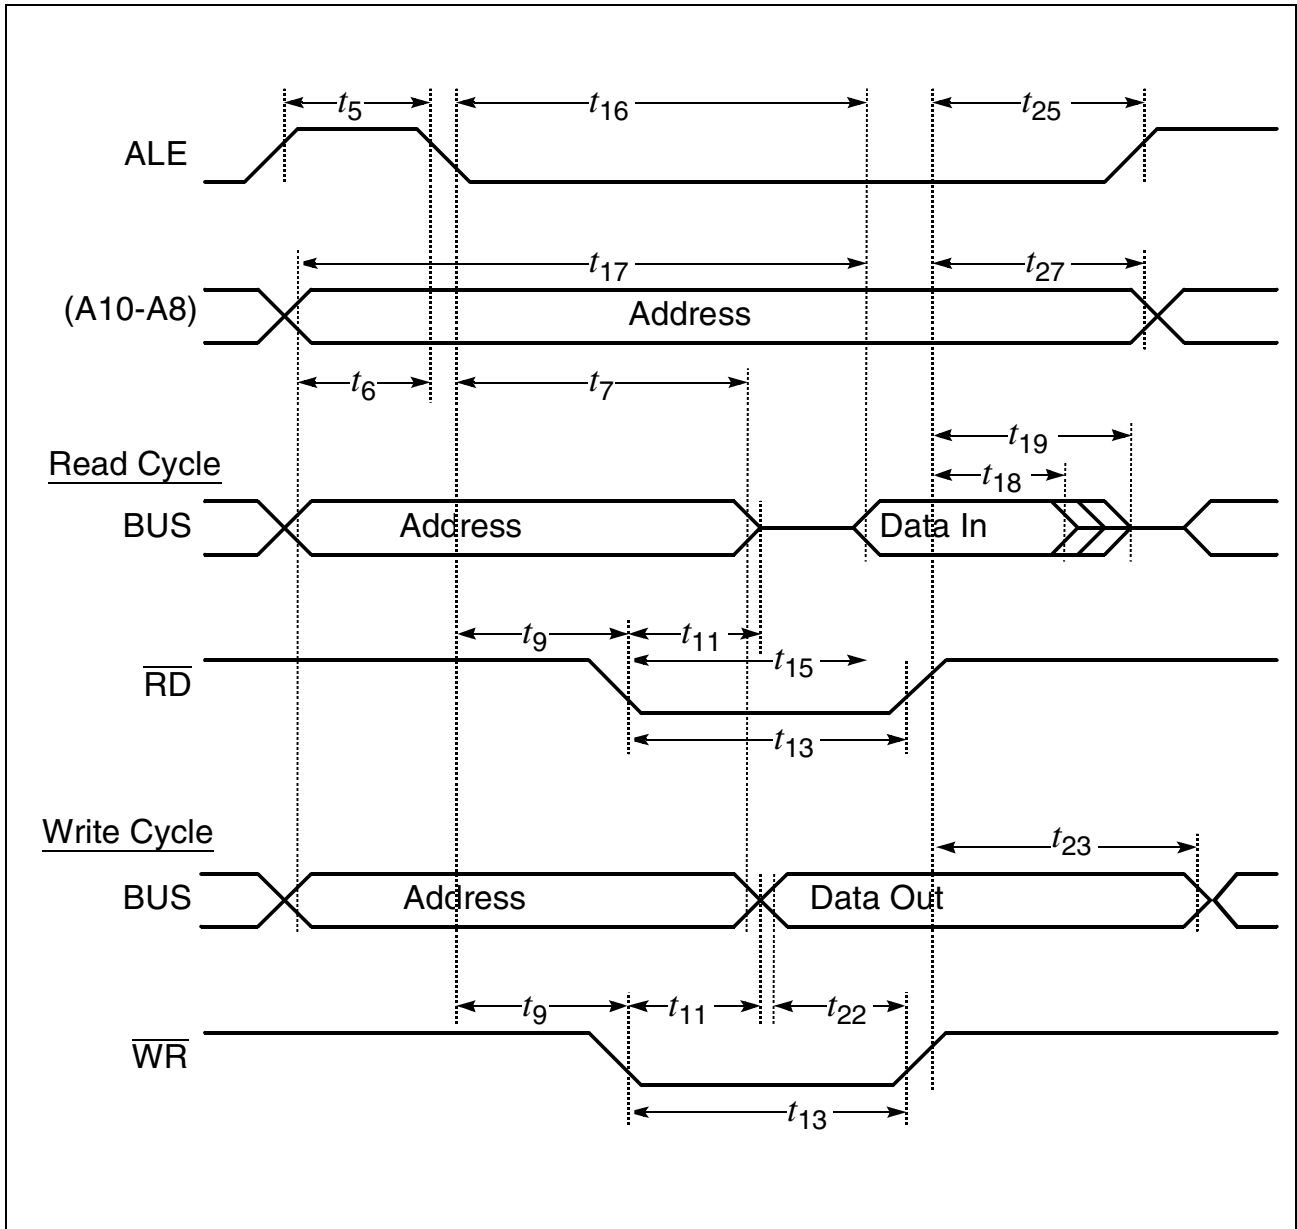 t5 t16 t25
ALE
t17 t27
(A10-A8) Address
t6 t7
t19
Read Cycle t18
BUS Address Data In
t9 t11
t15
RD
t13
Write Cycle t23
BUS Address Data Out
t9 t11 t22
WR
t13